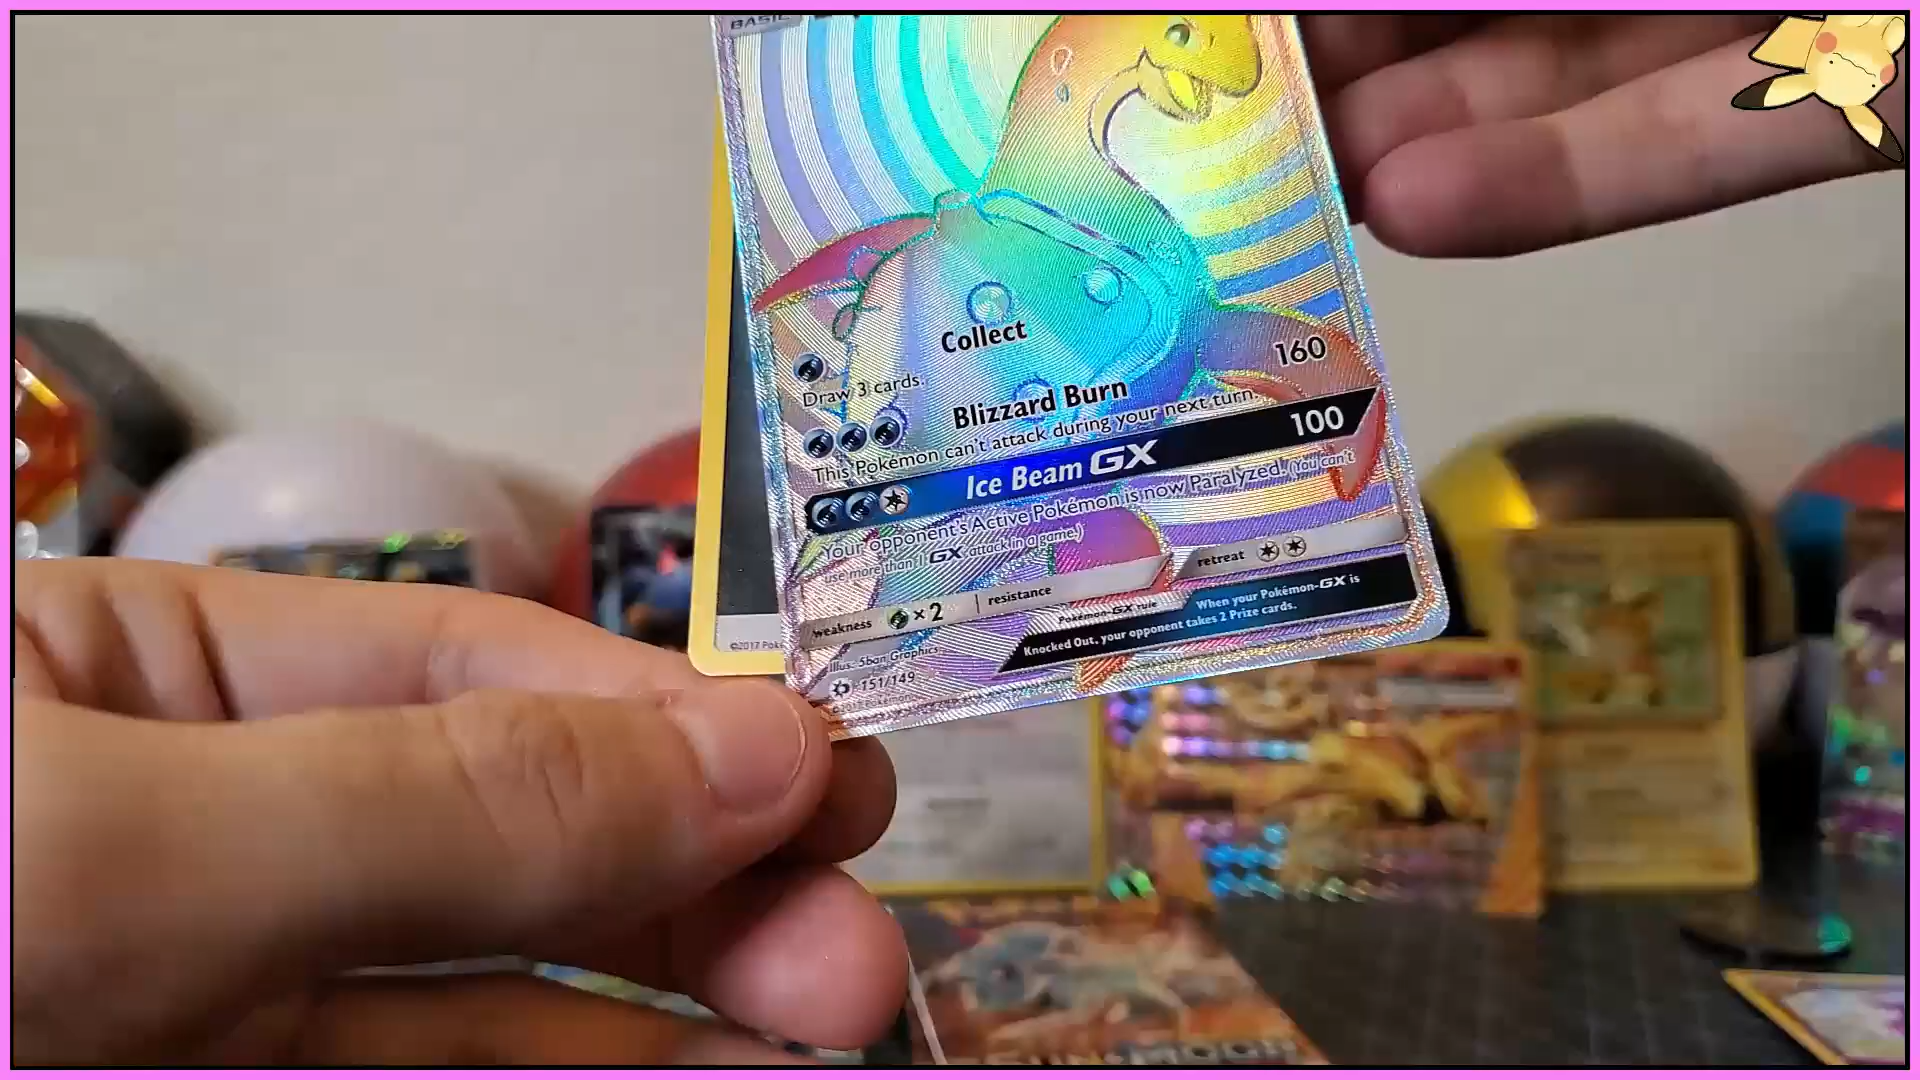 BASIC
Collect
Draw 3 cards.
Blizzard Burn 160
This Pokémon can't attack during your next turn.
Ice Beam GX 100
Your opponent's Active Pokémon is now Paralyzed. (You can't
use more than 1 GX attack in a game.)
weakness ×2 resistance retreat
Pokémon-GX rule When your Pokémon-GX is
Knocked Out, your opponent takes 2 Prize cards.
Illus. 5ban Graphics
151/149
©2017 Pok
SUN MOON